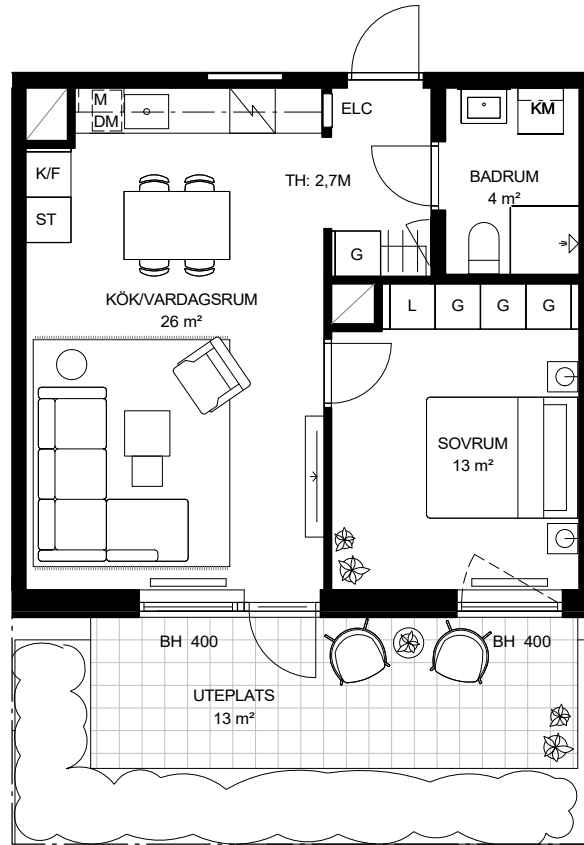 M
DM
ELC
KM
K/F
TH: 2,7M
BADRUM
4 m²
ST
G
KÖK/VARDAGSRUM
26 m²
L
G
G
G
SOVRUM
13 m²
BH 400
BH 400
UTEPLATS
13 m²